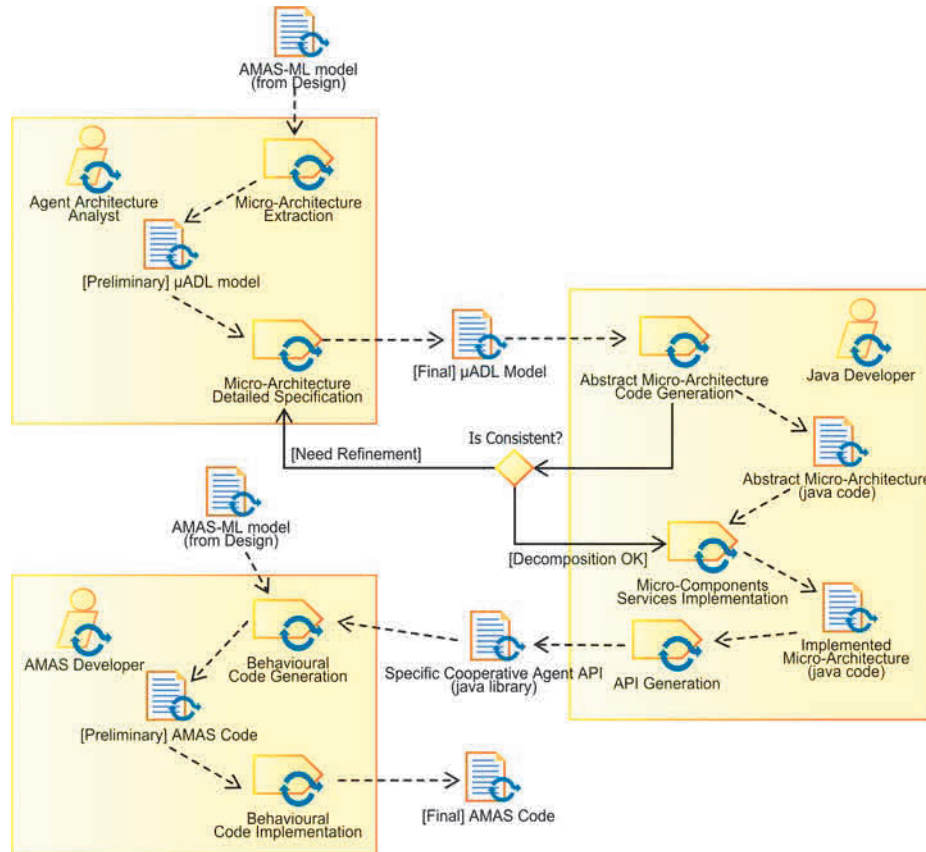 AMAS-ML model
(from Design)
Agent Architecture
Analyst
Micro-Architecture
Extraction
[Preliminary] µADL model
Micro-Architecture
Detailed Specification
[Final] µADL Model
Abstract Micro-Architecture
Code Generation
Java Developer
Is Consistent?
[Need Refinement]
Abstract Micro-Architecture
(java code)
AMAS-ML model
(from Design)
[Decomposition OK]
Micro-Components
Services Implementation
AMAS Developer
Behavioural
Code Generation
Specific Cooperative Agent API
(java library)
API Generation
Implemented
Micro-Architecture
(java code)
[Preliminary] AMAS Code
Behavioural
Code Implementation
[Final] AMAS Code